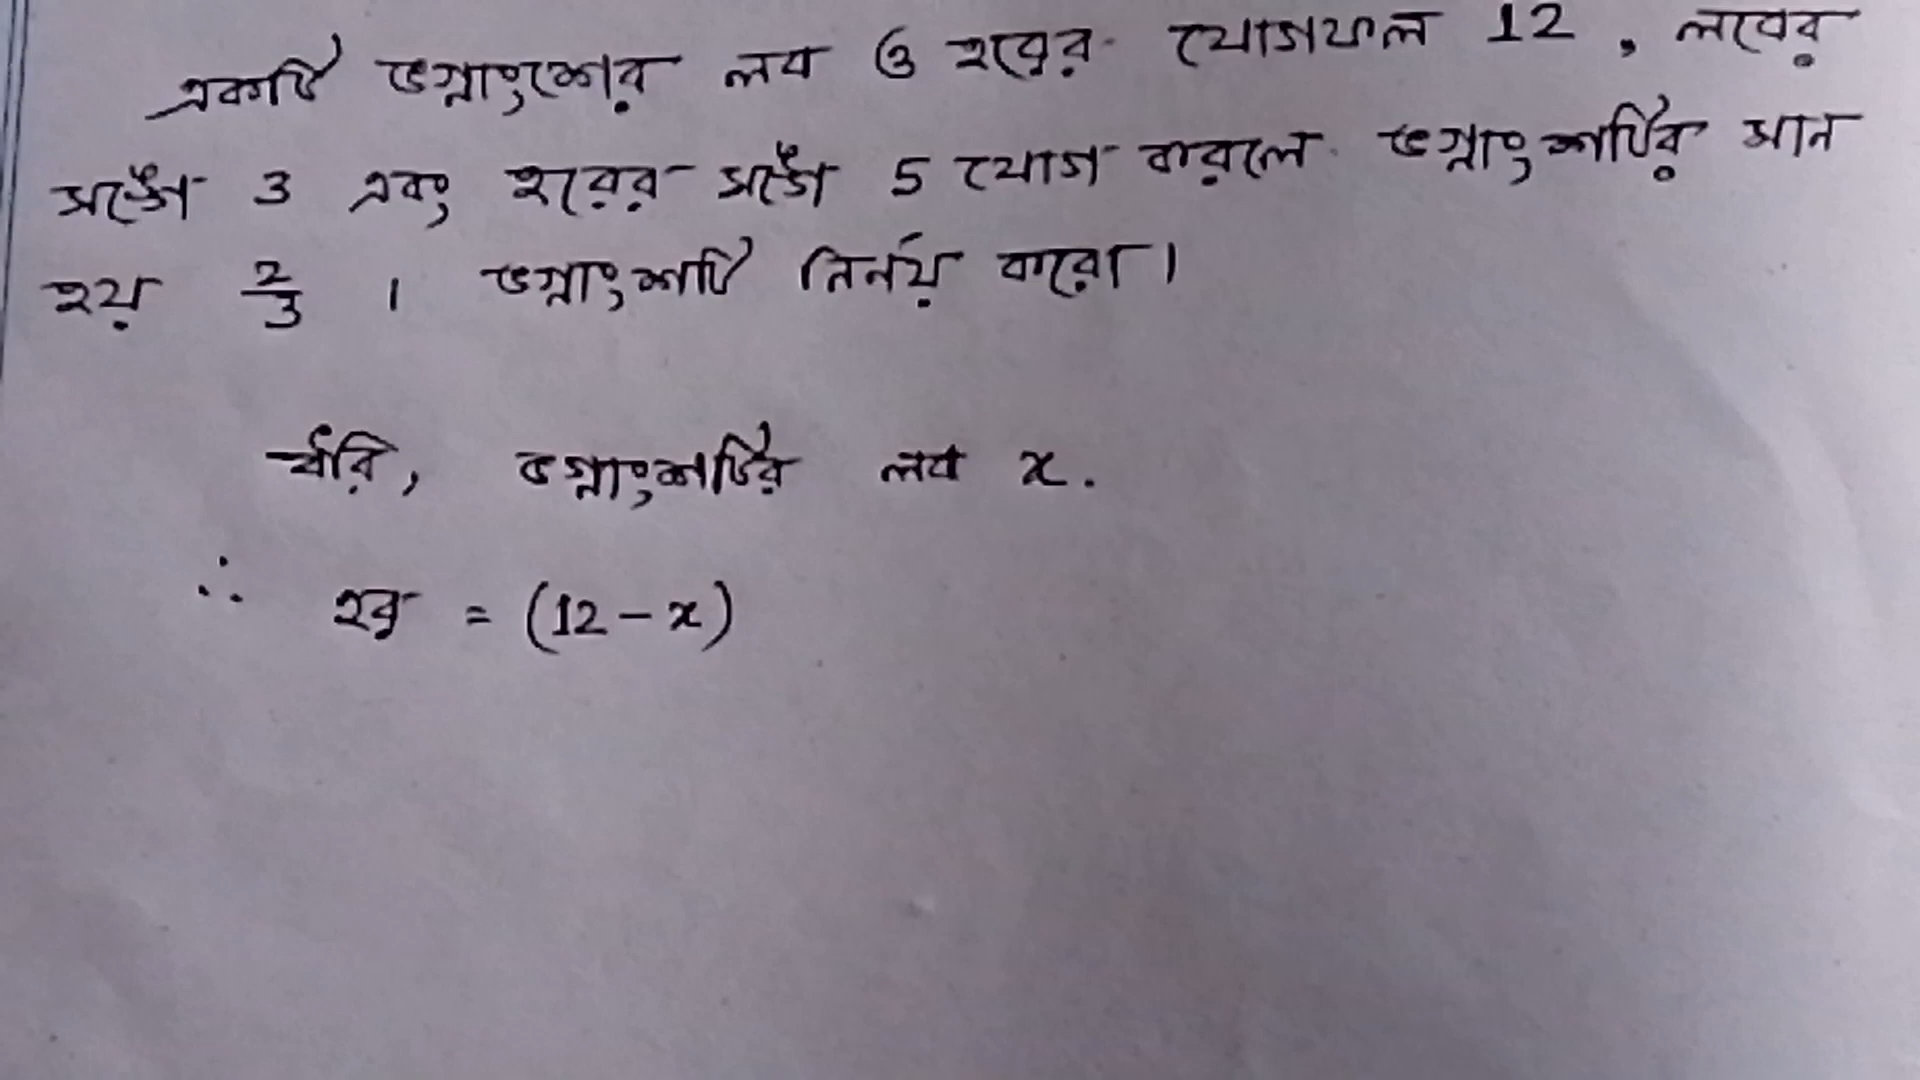 একটি ভগ্নাংশের লব ও হরের যোগফল 12, লবের
সঙ্গে 3 এবং হরের সঙ্গে 5 যোগ করলে ভগ্নাংশটির মান
হয় 2/3 । ভগ্নাংশটি নির্নয় করো।
ধরি, ভগ্নাংশটির লব x.
∴ হর = (12 - x)